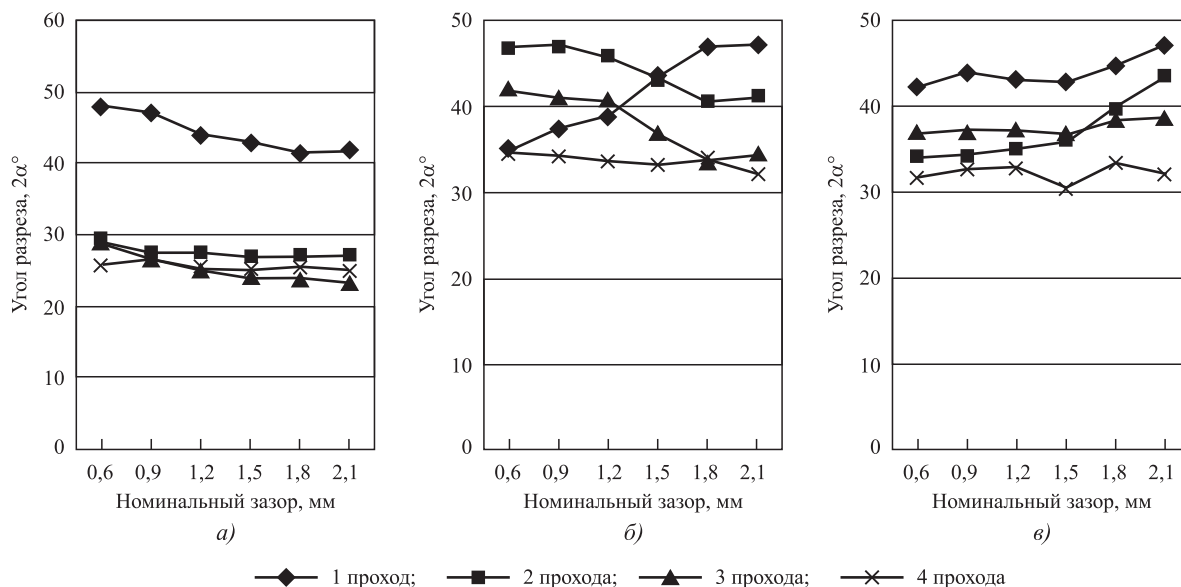 60
50
40
30
20
10
0
Угол разреза, 2α°
0,6 0,9 1,2 1,5 1,8 2,1
Номинальный зазор, мм
а)
50
40
30
20
10
0
Угол разреза, 2α°
0,6 0,9 1,2 1,5 1,8 2,1
Номинальный зазор, мм
б)
50
40
30
20
10
0
Угол разреза, 2α°
0,6 0,9 1,2 1,5 1,8 2,1
Номинальный зазор, мм
в)
1 проход; 2 прохода; 3 прохода; 4 прохода